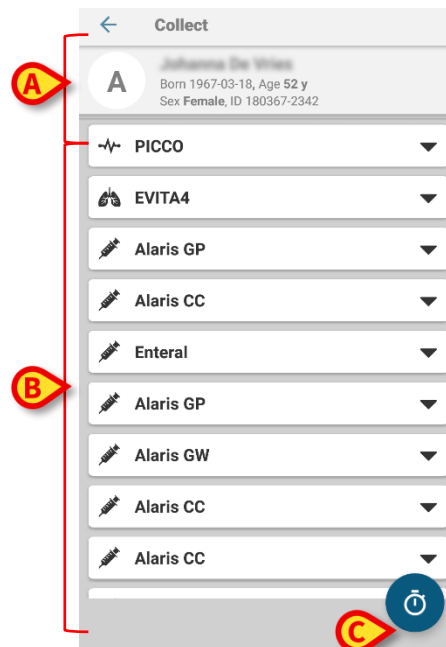 Collect
A
A
Born 1967-03-18, Age 52 y
Sex Female, ID 180367-2342
PICCO
EVITA4
Alaris GP
Alaris CC
Enteral
B
Alaris GP
Alaris GW
Alaris CC
Alaris CC
C